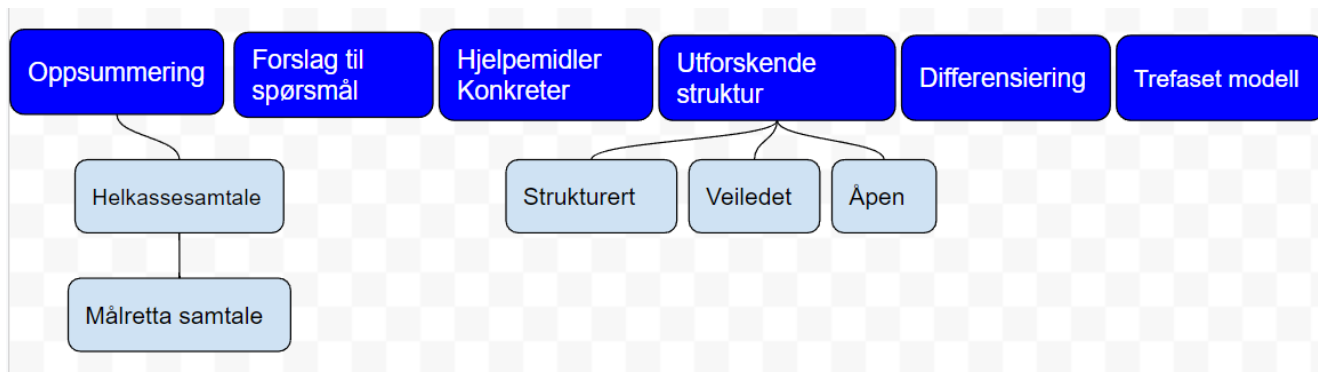 Oppsummering
Forslag til
spørsmål
Hjelpemidler
Konkreter
Utforskende
struktur
Differensiering
Trefaset modell
Helkassesamtale
Strukturert
Veiledet
Åpen
Målretta samtale